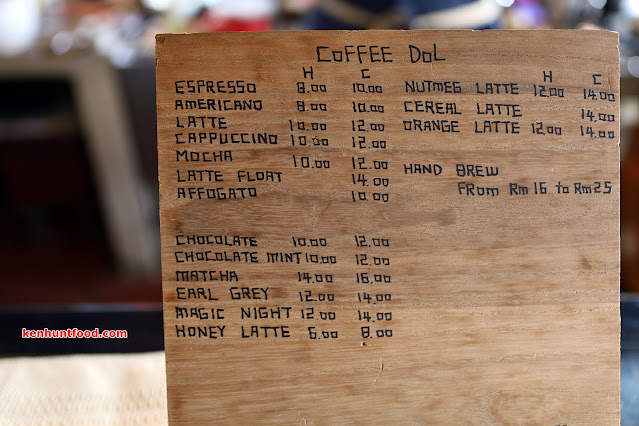 COFFEE DOL
H C
ESPRESSO 8.00 10.00
AMERICANO 8.00 10.00
LATTE 10.00 12.00
CAPPUCCINO 10.00 12.00
MOCHA 10.00 12.00
LATTE FLOAT 14.00
AFFOGATO 10.00
CHOCOLATE 10.00 12.00
CHOCOLATE MINT 10.00 12.00
MATCHA 14.00 16.00
EARL GREY 12.00 14.00
MAGIC NIGHT 12.00 14.00
HONEY LATTE 6.00 8.00
H C
NUTMEG LATTE 12.00 14.00
CEREAL LATTE 14.00
ORANGE LATTE 12.00 14.00
HAND BREW
FROM RM 16 to RM 25
kenhuntfood.com